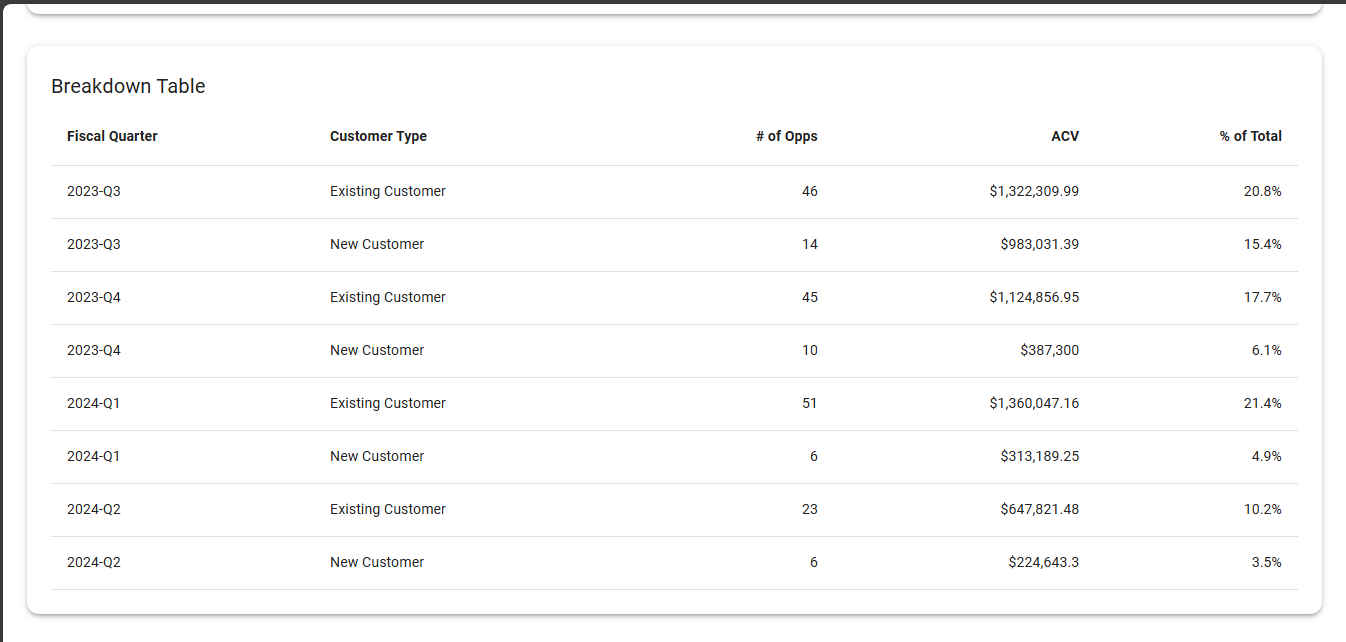 Breakdown Table
Fiscal Quarter Customer Type # of Opps ACV % of Total
2023-Q3 Existing Customer 46 $1,322,309.99 20.8%
2023-Q3 New Customer 14 $983,031.39 15.4%
2023-Q4 Existing Customer 45 $1,124,856.95 17.7%
2023-Q4 New Customer 10 $387,300 6.1%
2024-Q1 Existing Customer 51 $1,360,047.16 21.4%
2024-Q1 New Customer 6 $313,189.25 4.9%
2024-Q2 Existing Customer 23 $647,821.48 10.2%
2024-Q2 New Customer 6 $224,643.3 3.5%